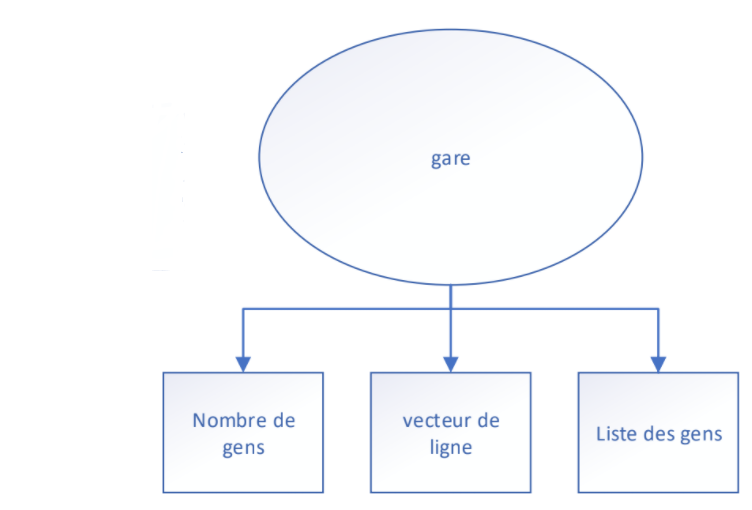 gare
Nombre de
gens
vecteur de
ligne
Liste des gens